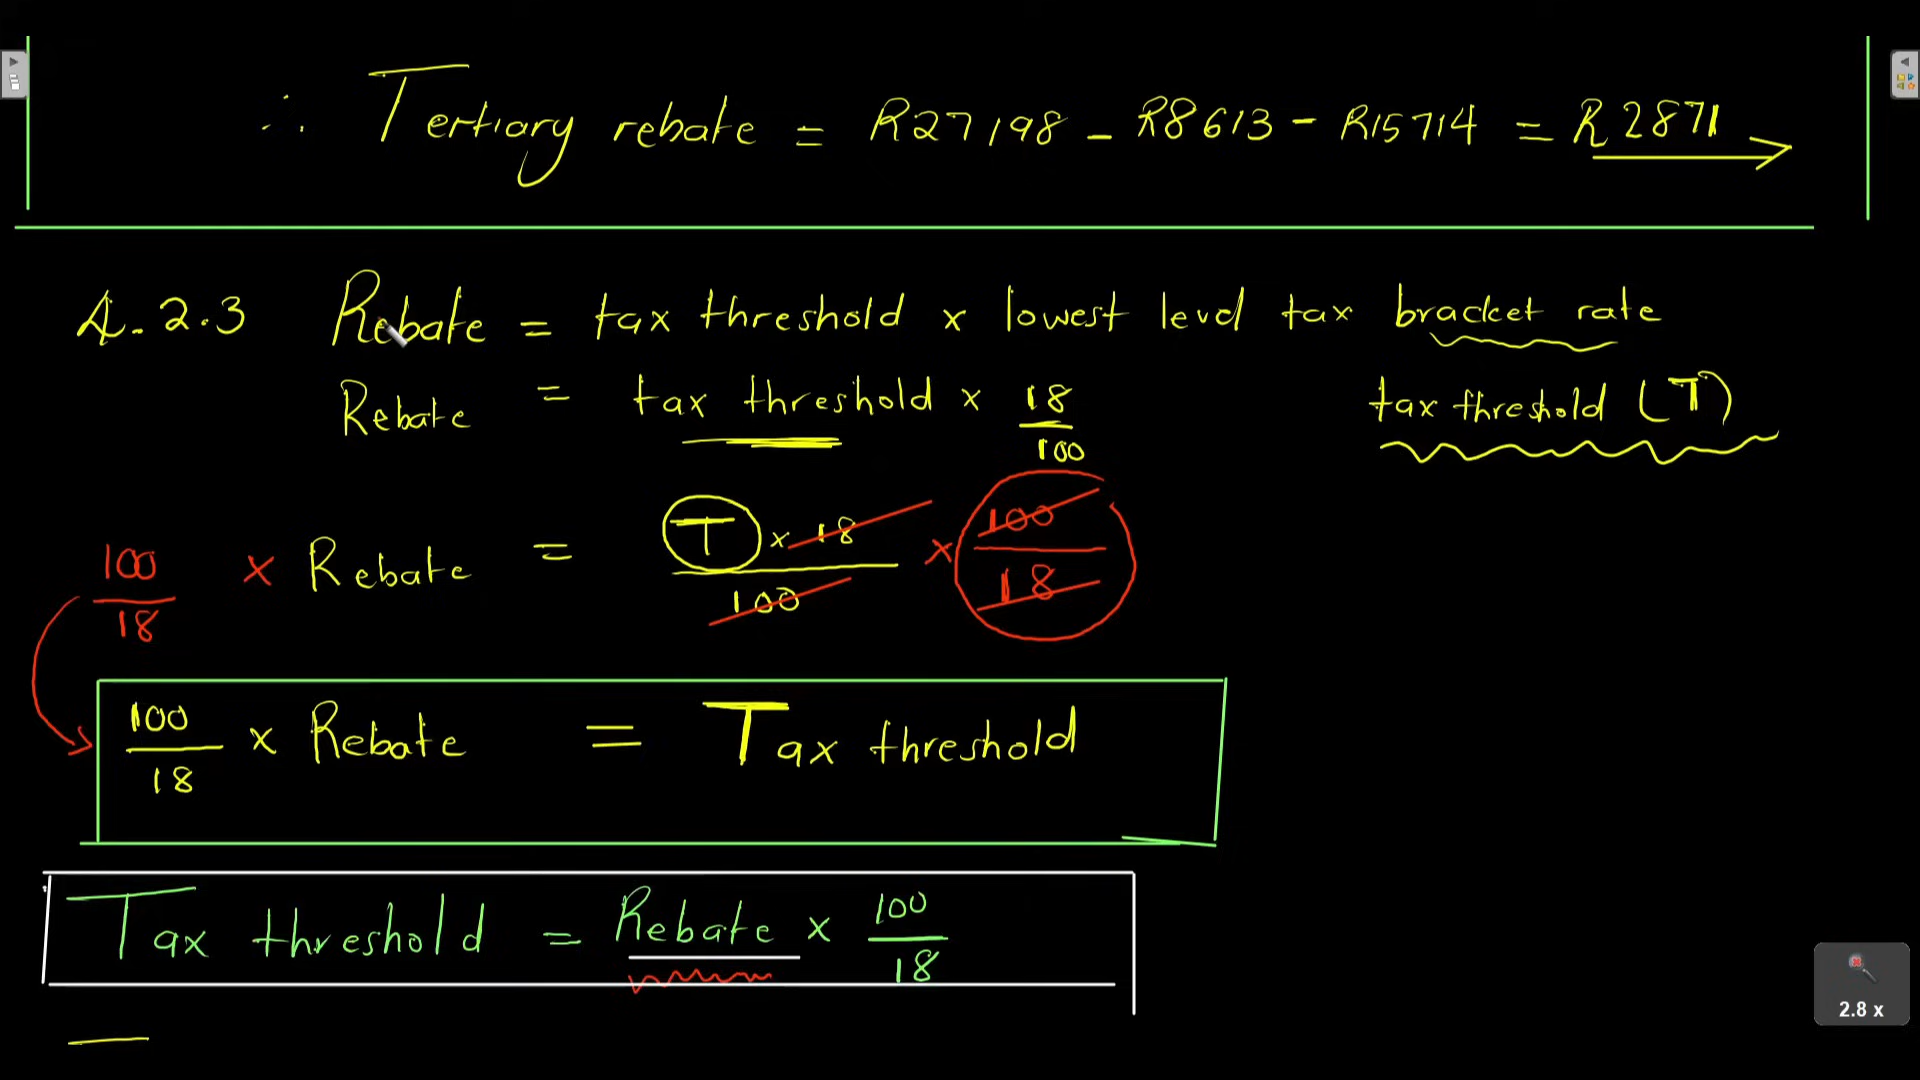 ∴ Tertiary rebate = R27198 - R8613 - R15714 = R2871
4.2.3 Rebate = tax threshold x lowest level tax bracket rate
Rebate = tax threshold x 18/100 tax threshold (T)
100/18 x Rebate = T x 18/100 x 100/18
100/18 x Rebate = Tax threshold
Tax threshold = Rebate x 100/18
2.8 x